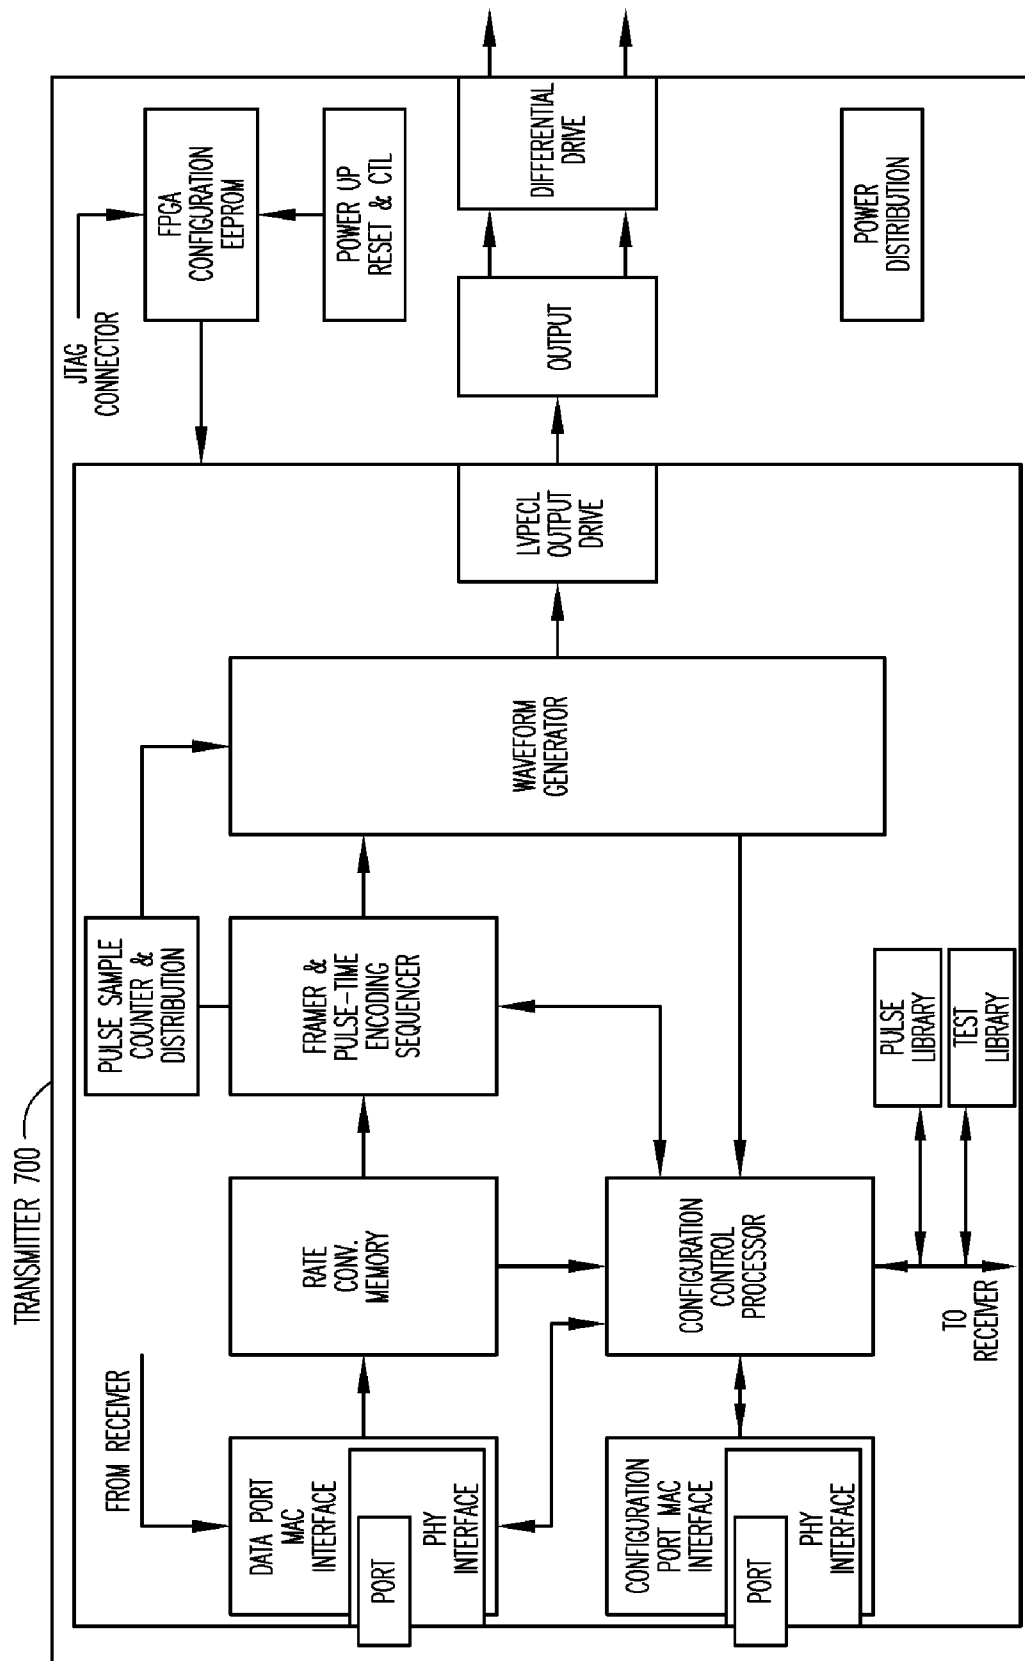 TRANSMITTER 700
FROM RECEIVER
DATA PORT
MAC
INTERFACE
PHY
INTERFACE
PORT
CONFIGURATION
PORT MAC
INTERFACE
PHY
INTERFACE
PORT
RATE
CONV.
MEMORY
CONFIGURATION
CONTROL
PROCESSOR
TO
RECEIVER
PULSE SAMPLE
COUNTER &
DISTRIBUTION
FRAMER &
PULSE-TIME
ENCODING
SEQUENCER
PULSE
LIBRARY
TEST
LIBRARY
WAVEFORM
GENERATOR
LVPECL
OUTPUT
DRIVE
JTAG
CONNECTOR
FPGA
CONFIGURATION
EEPROM
POWER UP
RESET & CTL
OUTPUT
DIFFERENTIAL
DRIVE
POWER
DISTRIBUTION